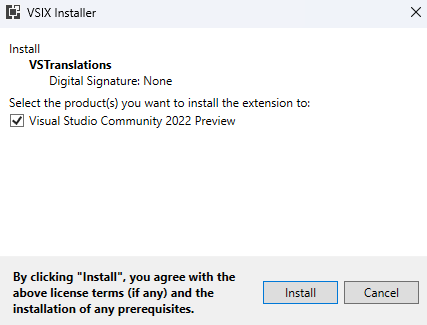 VSIX Installer
Install
VSTranslations
Digital Signature: None
Select the product(s) you want to install the extension to:
Visual Studio Community 2022 Preview
By clicking "Install", you agree with the
above license terms (if any) and the
installation of any prerequisites.
Install
Cancel